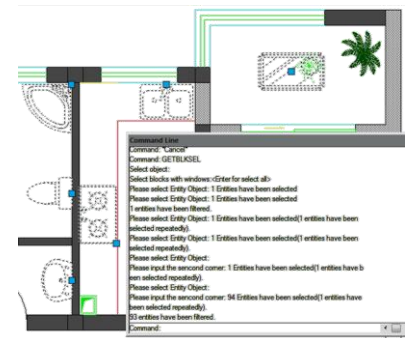 Command Line
Command: *Cancel*
Command: GETBLKSEL
Select object:
Select blocks with windows:<Enter for select all>
Please select Entity Object: 1 Entities have been selected
Please select Entity Object: 1 Entities have been selected
1 entities have been filtered.
Please select Entity Object: 1 Entities have been selected(1 entities have been
selected repeatedly).
Please select Entity Object: 1 Entities have been selected(1 entities have been
selected repeatedly).
Please select Entity Object:
Please input the sencond corner: 1 Entities have been selected(1 entities have b
een selected repeatedly).
Please select Entity Object:
Please input the sencond corner: 94 Entities have been selected(1 entities have
been selected repeatedly).
93 entities have been filtered.
Command: